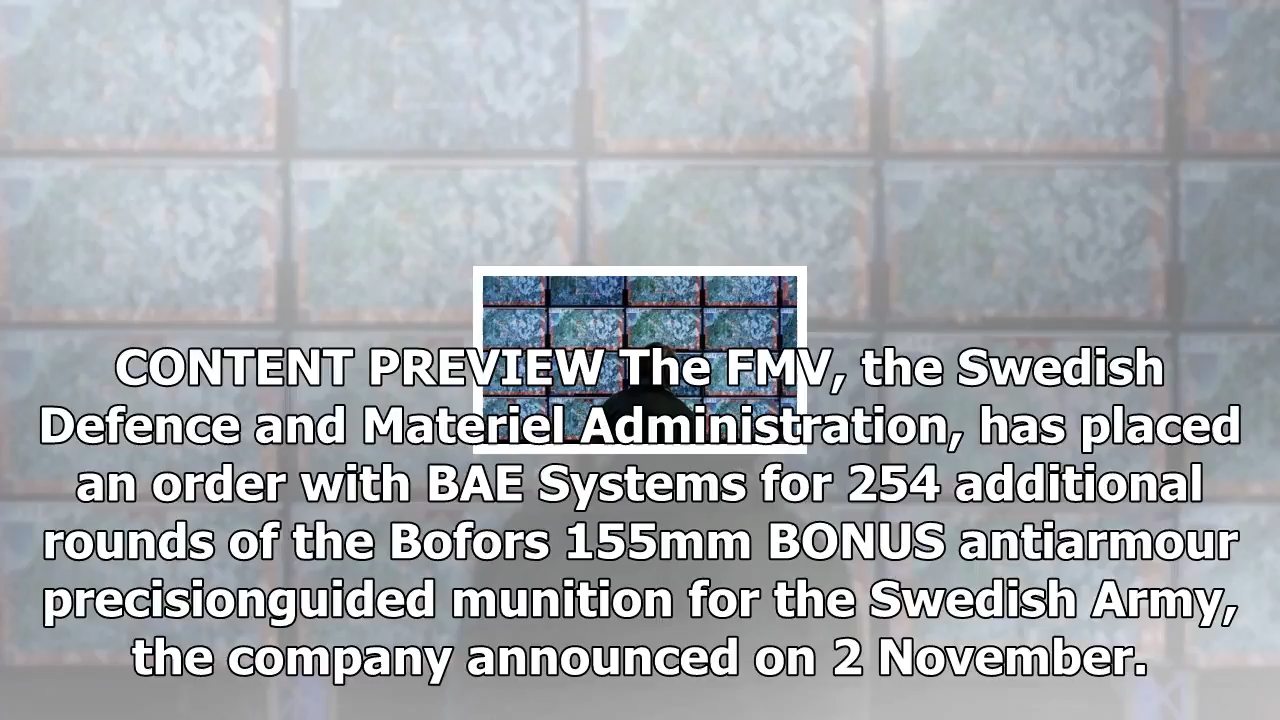 CONTENT PREVIEW The FMV, the Swedish
Defence and Materiel Administration, has placed
an order with BAE Systems for 254 additional
rounds of the Bofors 155mm BONUS antiarmour
precisionguided munition for the Swedish Army,
the company announced on 2 November.